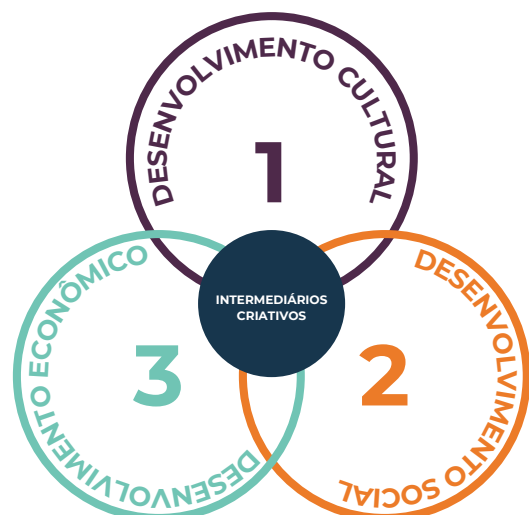 DESENVOLVIMENTO CULTURAL
1
INTERMEDIÁRIOS
CRIATIVOS
DESENVOLVIMENTO SOCIAL
2
DESENVOLVIMENTO ECONÔMICO
3